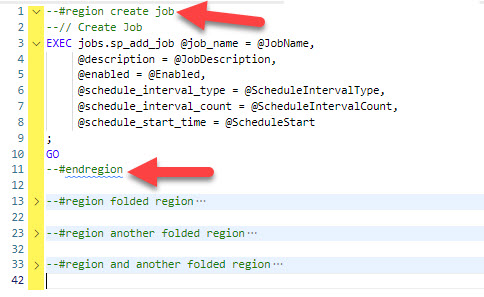 1 --#region create job
2 --// Create Job
3 EXEC jobs.sp_add_job @job_name = @JobName,
4 @description = @JobDescription,
5 @enabled = @Enabled,
6 @schedule_interval_type = @ScheduleIntervalType,
7 @schedule_interval_count = @ScheduleIntervalCount,
8 @schedule_start_time = @ScheduleStart
9 ;
10 GO
11 --#endregion
12
13 --#region folded region ···
22
23 --#region another folded region ···
32
33 --#region and another folded region ···
42